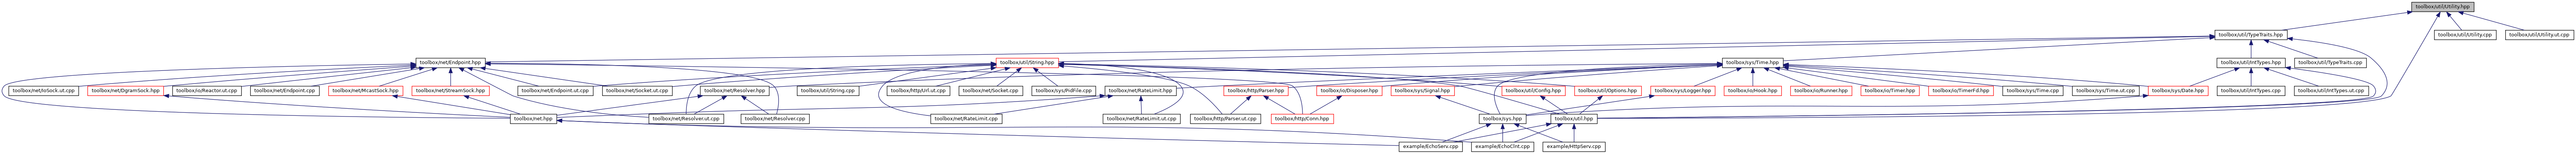 toolbox/util/Utility.hpp
toolbox/util/TypeTraits.hpp
toolbox/util/Utility.cpp
toolbox/util/Utility.ut.cpp
toolbox/net/Endpoint.hpp
toolbox/util/String.hpp
toolbox/sys/Time.hpp
toolbox/util/IntTypes.hpp
toolbox/util/TypeTraits.cpp
toolbox/net/IoSock.ut.cpp
toolbox/net/DgramSock.hpp
toolbox/io/Reactor.ut.cpp
toolbox/net/Endpoint.cpp
toolbox/net/McastSock.hpp
toolbox/net/StreamSock.hpp
toolbox/net/Endpoint.ut.cpp
toolbox/net/Socket.ut.cpp
toolbox/net/Resolver.hpp
toolbox/util/String.cpp
toolbox/http/Url.ut.cpp
toolbox/net/Socket.cpp
toolbox/sys/PidFile.cpp
toolbox/net/RateLimit.hpp
toolbox/http/Parser.hpp
toolbox/io/Disposer.hpp
toolbox/sys/Signal.hpp
toolbox/util/Config.hpp
toolbox/util/Options.hpp
toolbox/sys/Logger.hpp
toolbox/io/Hook.hpp
toolbox/io/Runner.hpp
toolbox/io/Timer.hpp
toolbox/io/TimerFd.hpp
toolbox/sys/Time.cpp
toolbox/sys/Time.ut.cpp
toolbox/sys/Date.hpp
toolbox/util/IntTypes.cpp
toolbox/util/IntTypes.ut.cpp
toolbox/net.hpp
toolbox/net/Resolver.ut.cpp
toolbox/net/Resolver.cpp
toolbox/net/RateLimit.cpp
toolbox/net/RateLimit.ut.cpp
toolbox/http/Parser.ut.cpp
toolbox/http/Conn.hpp
toolbox/sys.hpp
toolbox/util.hpp
example/EchoServ.cpp
example/EchoClnt.cpp
example/HttpServ.cpp